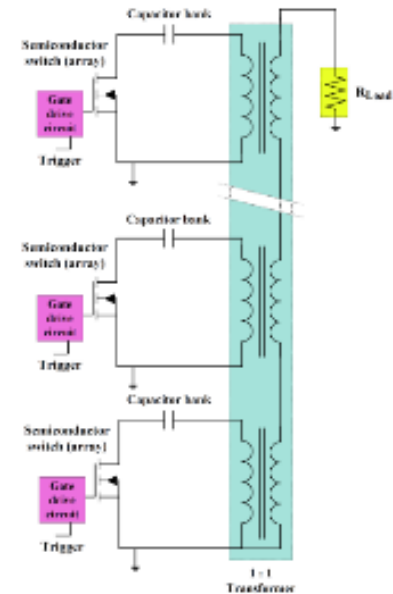 Capacitor bank
Semiconductor
switch (array)
Gate
drive
circuit
Trigger
RLoad
Capacitor bank
Semiconductor
switch (array)
Gate
drive
circuit
Trigger
Capacitor bank
Semiconductor
switch (array)
Gate
drive
circuit
Trigger
1 - 1
Transformer